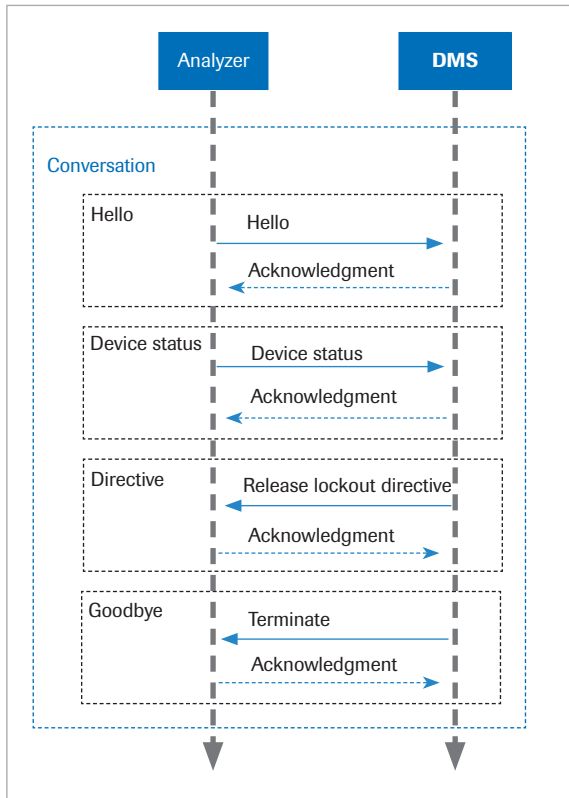 Analyzer
DMS
Conversation
Hello
Hello
Acknowledgment
Device status
Device status
Acknowledgment
Directive
Release lockout directive
Acknowledgment
Goodbye
Terminate
Acknowledgment